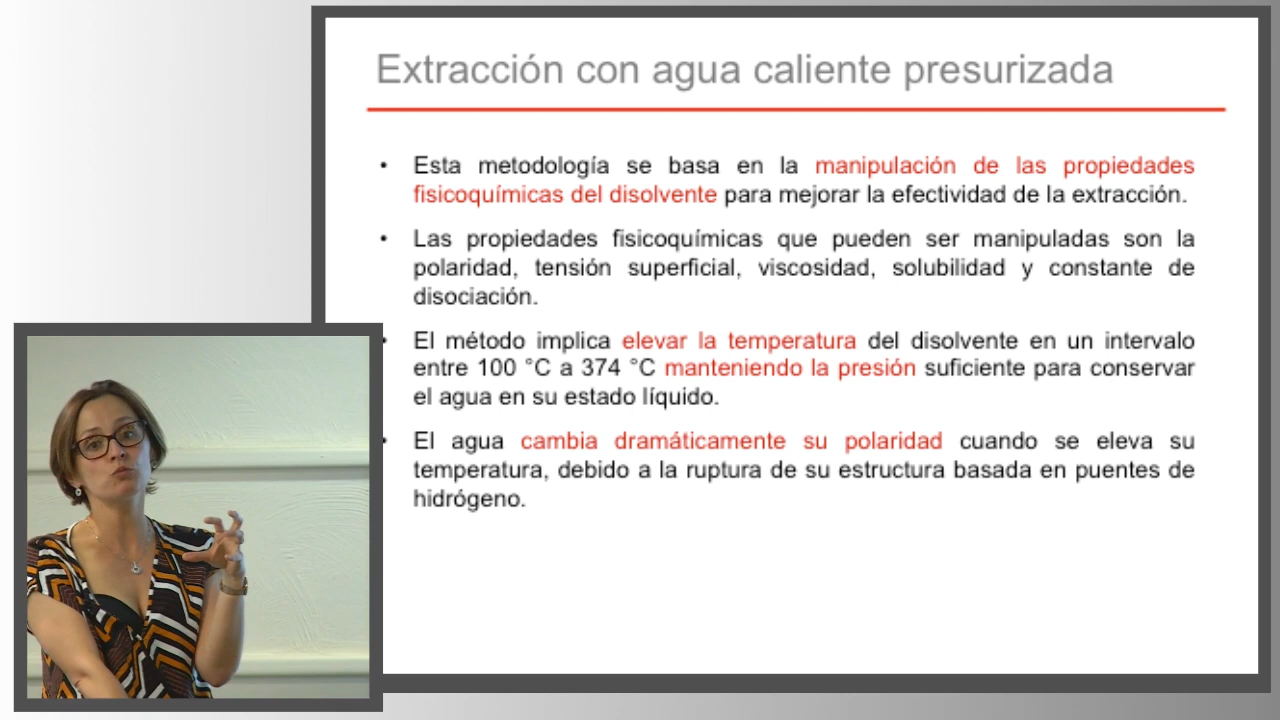 Extracción con agua caliente presurizada
• Esta metodología se basa en la manipulación de las propiedades
fisicoquímicas del disolvente para mejorar la efectividad de la extracción.
• Las propiedades fisicoquímicas que pueden ser manipuladas son la
polaridad, tensión superficial, viscosidad, solubilidad y constante de
disociación.
• El método implica elevar la temperatura del disolvente en un intervalo
entre 100 °C a 374 °C manteniendo la presión suficiente para conservar
el agua en su estado líquido.
• El agua cambia dramáticamente su polaridad cuando se eleva su
temperatura, debido a la ruptura de su estructura basada en puentes de
hidrógeno.